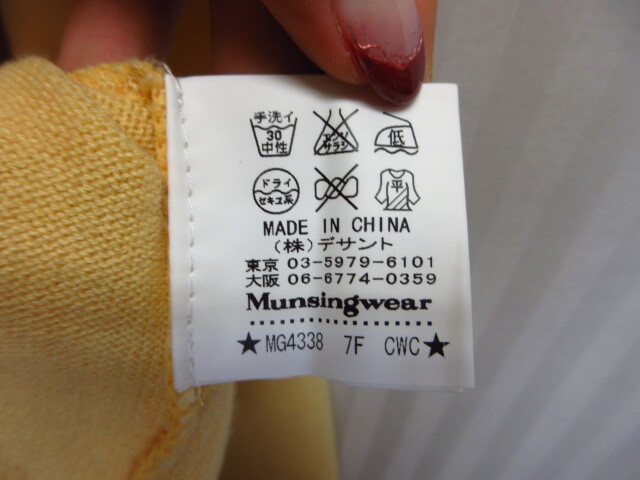 手洗イ
30
中性
エンソ
サラシ
低
ドライ
セキユ系
平
MADE IN CHINA
(株)デサント
東京 03-5979-6101
大阪 06-6774-0359
Munsingwear
★MG4338 7F CWC★